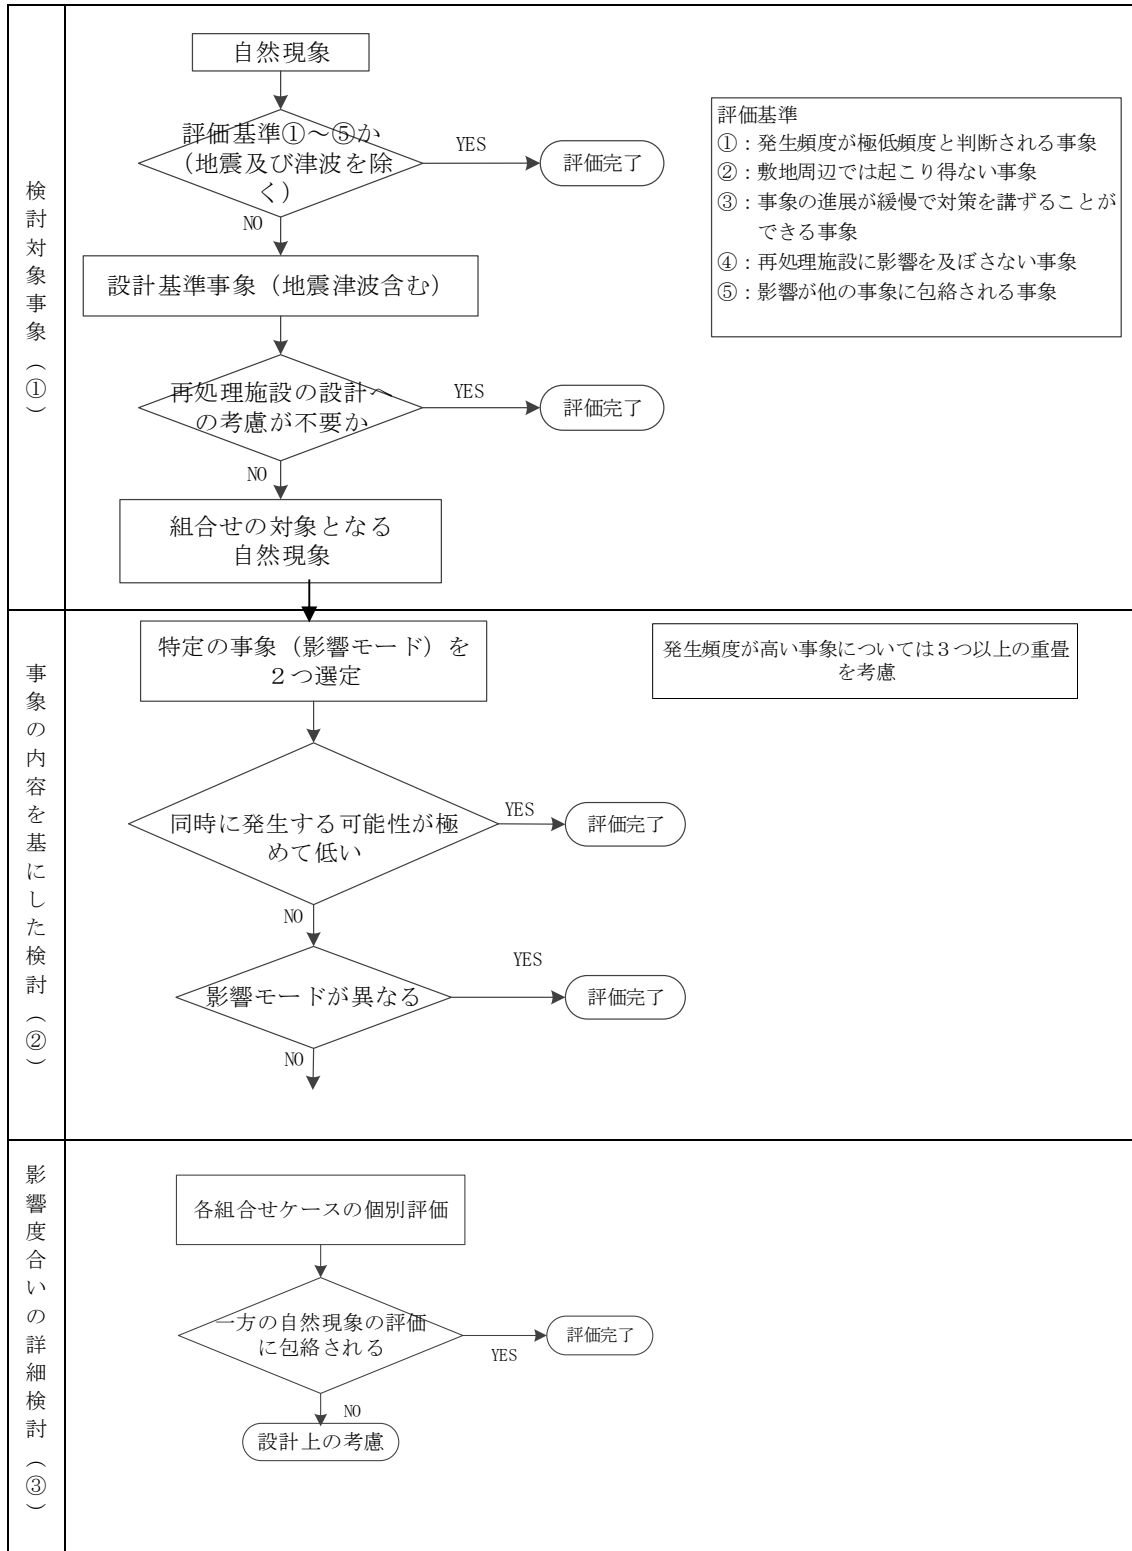 検討対象事象（①）
自然現象
評価基準①～⑤か
（地震及び津波を除
く）
YES
評価完了
NO
評価基準
①：発生頻度が極低頻度と判断される事象
②：敷地周辺では起こり得ない事象
③：事象の進展が緩慢で対策を講ずることが
できる事象
④：再処理施設に影響を及ぼさない事象
⑤：影響が他の事象に包絡される事象
設計基準事象（地震津波含む）
再処理施設の設計へ
の考慮が不要か
YES
評価完了
NO
組合せの対象となる
自然現象
事象の内容を基にした検討（②）
特定の事象（影響モード）を
２つ選定
発生頻度が高い事象については３つ以上の重畳
を考慮
同時に発生する可能性が極
めて低い
YES
評価完了
NO
影響モードが異なる
YES
評価完了
NO
影響度合いの詳細検討（③）
各組合せケースの個別評価
一方の自然現象の評価
に包絡される
YES
評価完了
NO
設計上の考慮